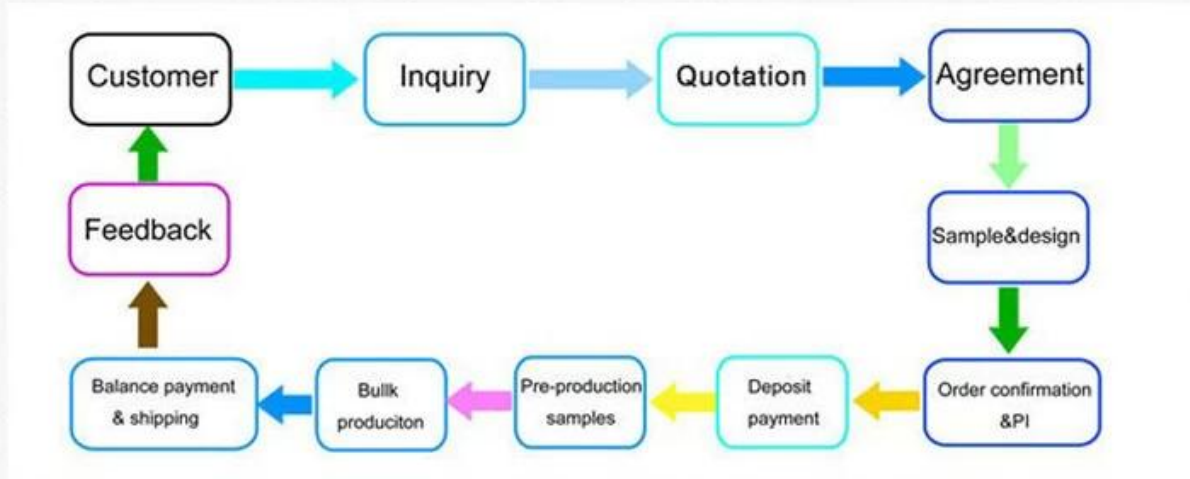 Customer
Inquiry
Quotation
Agreement
Sample&design
Order confirmation
&PI
Deposit
payment
Pre-production
samples
Bullk
produciton
Balance payment
& shipping
Feedback